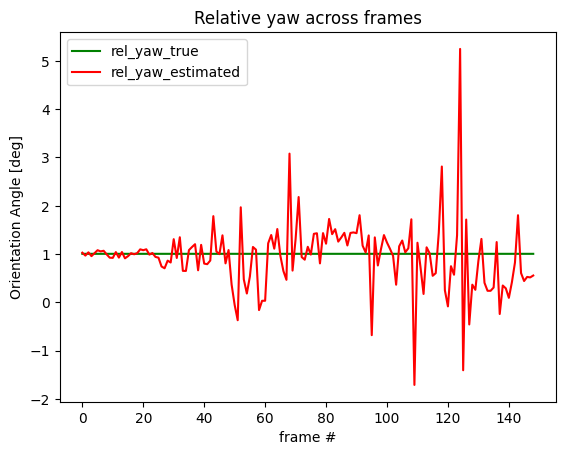 Relative yaw across frames
rel_yaw_true
rel_yaw_estimated
Orientation Angle [deg]
5
4
3
2
1
0
−1
−2
0 20 40 60 80 100 120 140
frame #